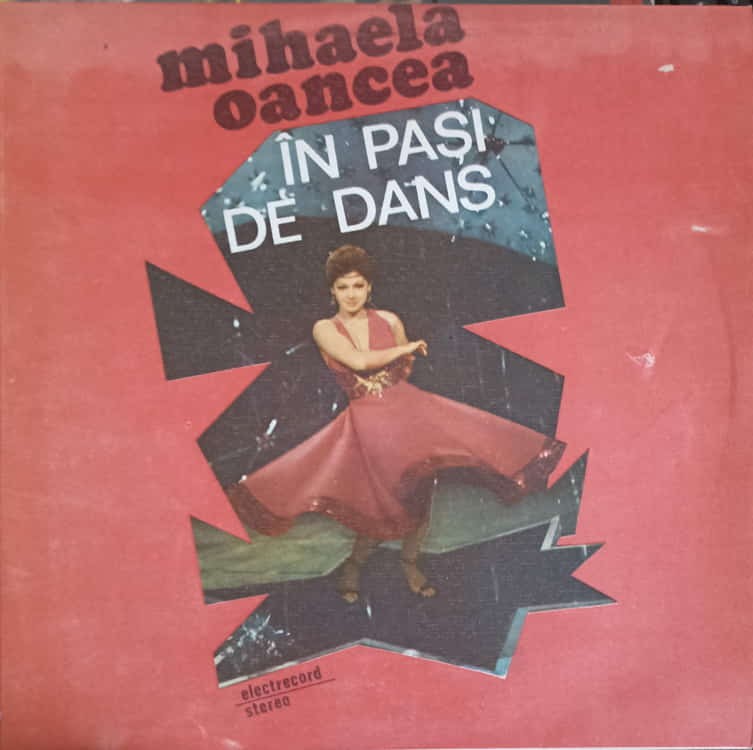 mihaela
oancea
ÎN PAȘI
DE DANS
electrecord
stereo